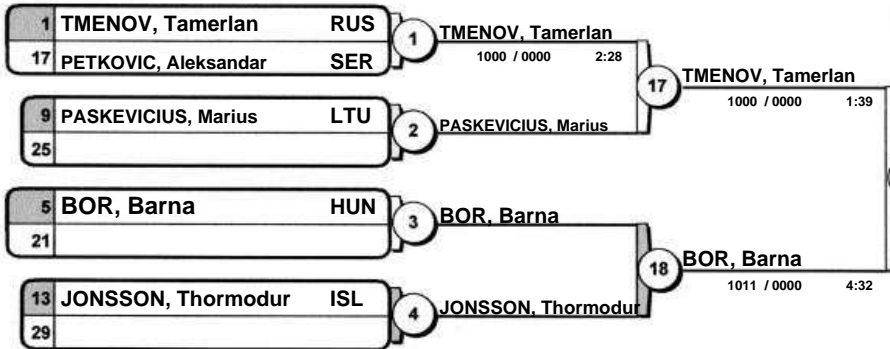 1 TMENOV, Tamerlan RUS
17 PETKOVIC, Aleksandar SER
1
TMENOV, Tamerlan
1000 / 0000 2:28
9 PASKEVICIUS, Marius LTU
25
2
PASKEVICIUS, Marius
17
TMENOV, Tamerlan
1000 / 0000 1:39
5 BOR, Barna HUN
21
3
BOR, Barna
13 JONSSON, Thormodur ISL
29
4
JONSSON, Thormodur
18
BOR, Barna
1011 / 0000 4:32